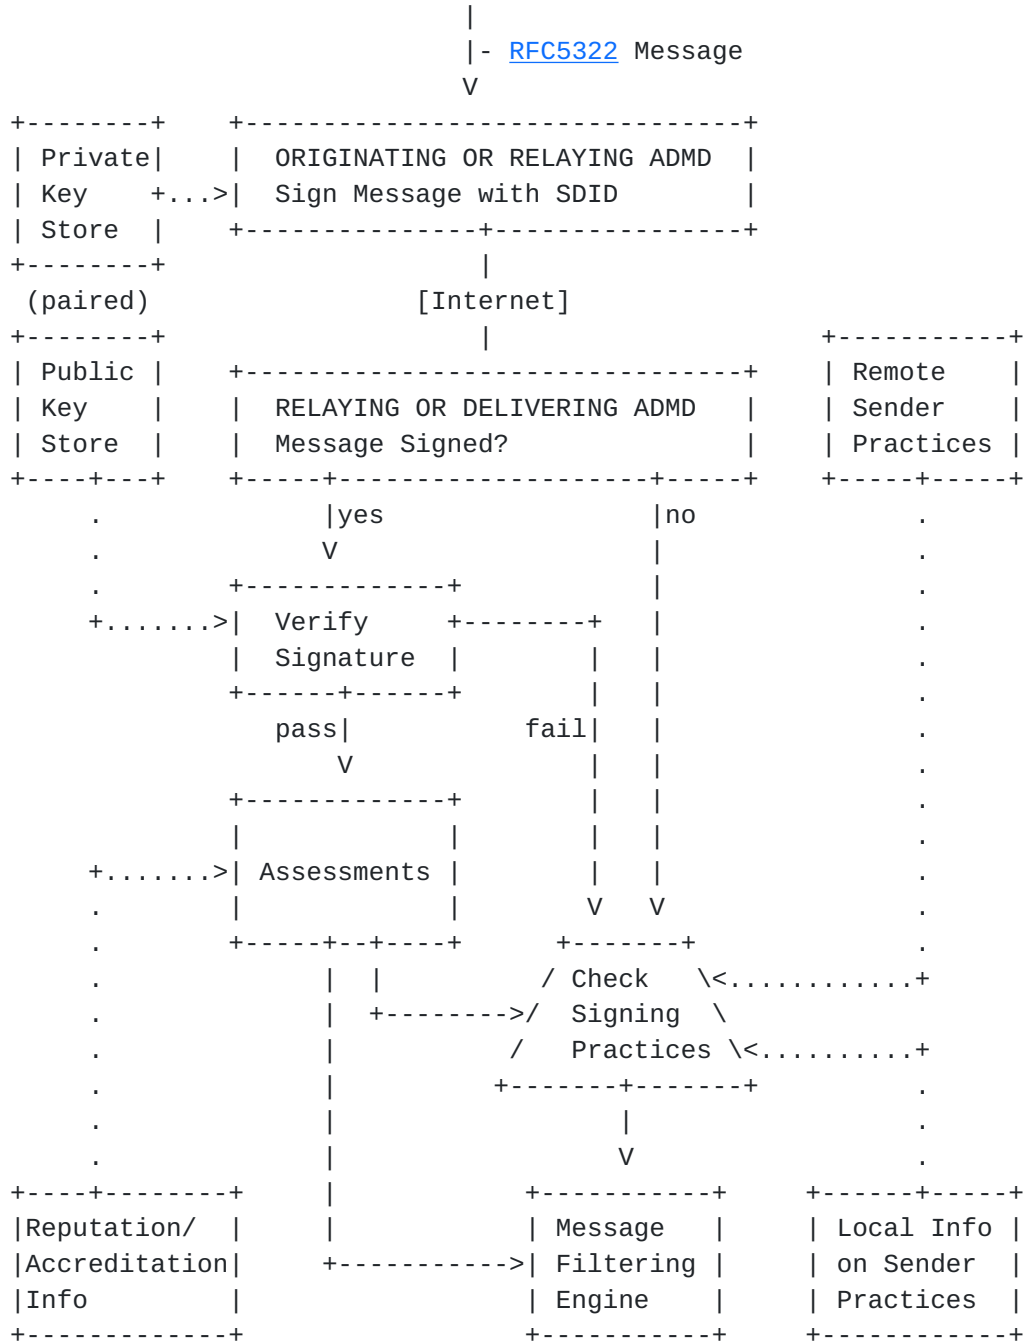 |
                             |- RFC5322 Message
                             V
+--------+    +---------------------------------+
| Private|    |  ORIGINATING OR RELAYING ADMD  |
| Key    +...>|  Sign Message with SDID         |
| Store  |    +---------------+----------------+
+--------+                    |
 (paired)                 [Internet]
+--------+                    |                     +-----------+
| Public |    +--------------------------------+    | Remote    |
| Key    |    |  RELAYING OR DELIVERING ADMD   |    | Sender    |
| Store  |    |  Message Signed?               |    | Practices |
+----+---+    +-----+--------------------+-----+    +-----+-----+
     .              |yes                 |no              .
     .              V                    |                .
     .        +-------------+            |                .
     +.......>|  Verify     +--------+   |                .
              |  Signature  |        |   |                .
              +------+------+        |   |                .
                 pass|           fail|   |                .
                     V               |   |                .
              +-------------+        |   |                .
              |             |        |   |                .
     +.......>| Assessments |        |   |                .
     .        |             |        V   V                .
     .        +-----+--+----+      +-------+              .
     .              |  |          / Check   \<............+
     .              |  +-------->/  Signing  \
     .              |           /   Practices \<..........+
     .              |          +-------+-------+          .
     .              |                  |                  .
     .              |                  V                  .
+----+--------+     |            +-----------+     +------+-----+
|Reputation/  |     |            | Message   |     | Local Info |
|Accreditation|     +----------->| Filtering |     | on Sender  |
|Info         |                  | Engine    |     | Practices  |
+-------------+                  +-----------+     +------------+